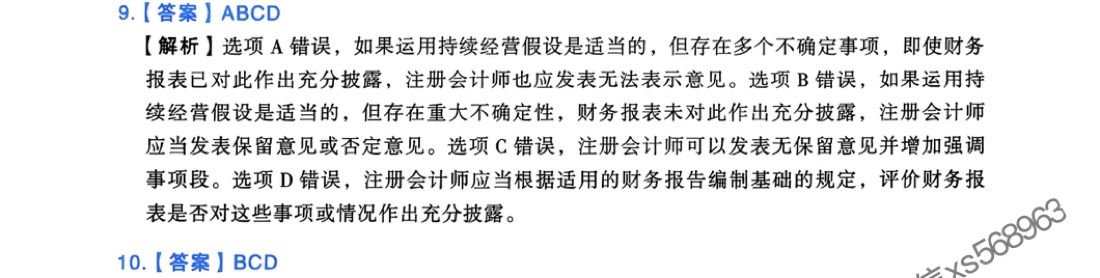 9.【答案】ABCD
【解析】选项 A 错误，如果运用持续经营假设是适当的，但存在多个不确定事项，即使财务
报表已对此作出充分披露，注册会计师也应发表无法表示意见。选项 B 错误，如果运用持
续经营假设是适当的，但存在重大不确定性，财务报表未对此作出充分披露，注册会计师
应当发表保留意见或否定意见。选项 C 错误，注册会计师可以发表无保留意见并增加强调
事项段。选项 D 错误，注册会计师应当根据适用的财务报告编制基础的规定，评价财务报
表是否对这些事项或情况作出充分披露。
xs568963
10.【答案】BCD